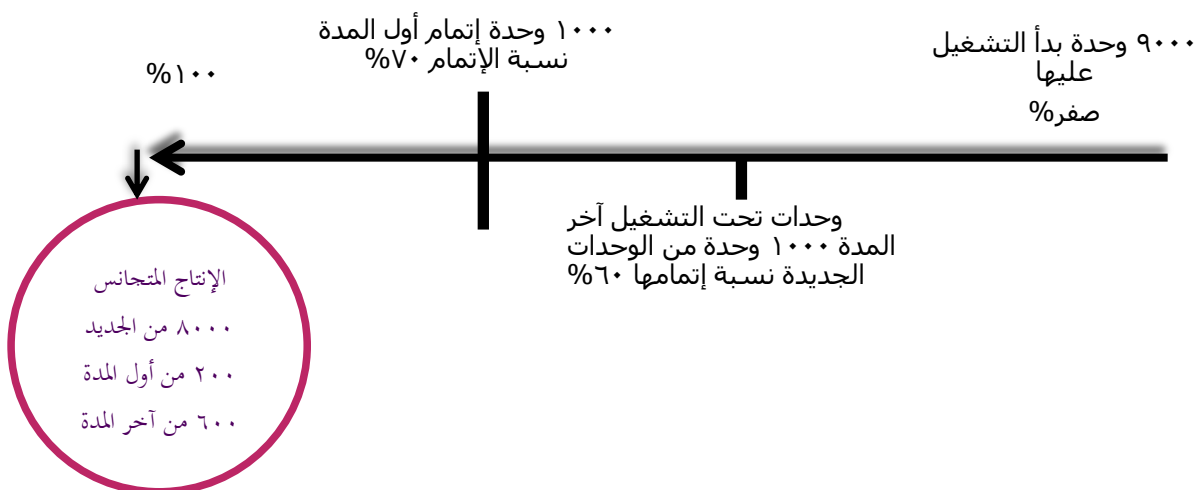 ٩٠٠٠ وحدة بدأ التشغيل
عليها
صفر%
١٠٠٠ وحدة إتمام أول المدة
نسبة الإتمام ٧٠%
١٠٠%
وحدات تحت التشغيل آخر
المدة ١٠٠٠ وحدة من الوحدات
الجديدة نسبة إتمامها ٦٠%
الإنتاج المتجانس
٨٠٠٠ من الجديد
٢٠٠ من أول المدة
٦٠٠ من آخر المدة